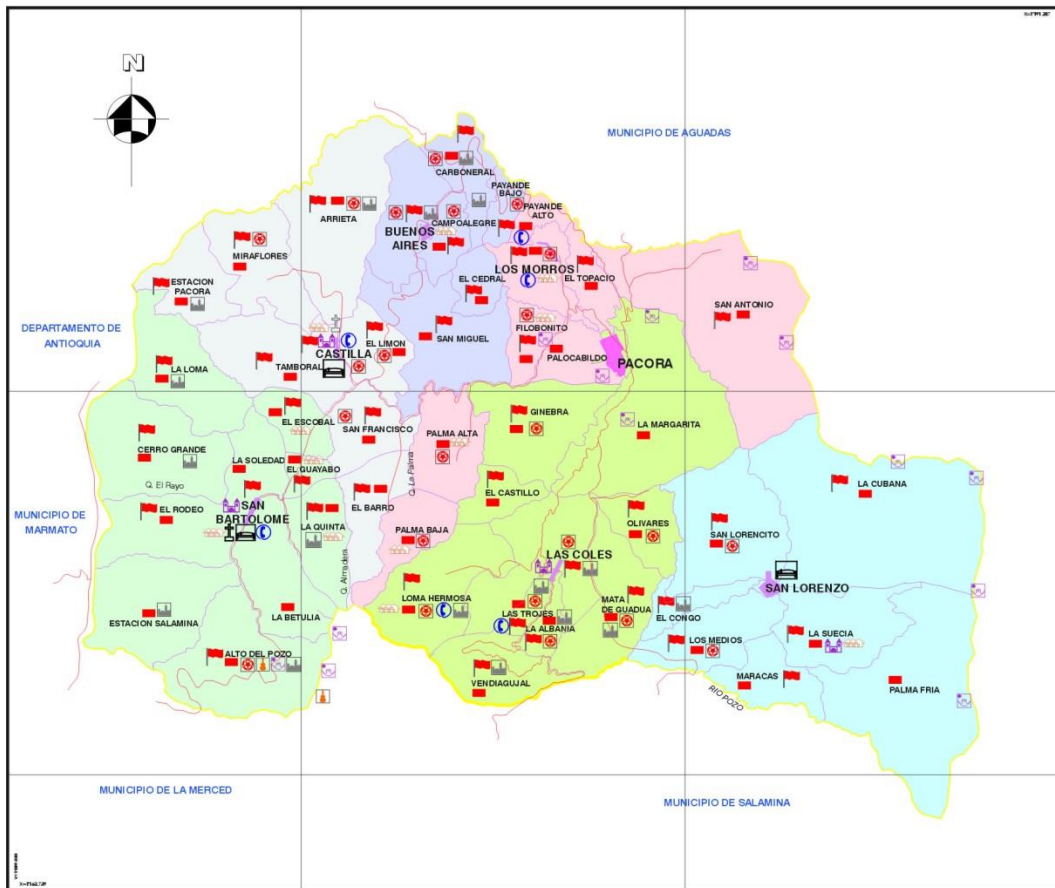 N
MUNICIPIO DE AGUADAS
CARBONERAL
PAYANDE
BAJO
PAYANDE
ALTO
ARRIETA
CAMPOALEGRE
BUENOS
AIRES
MIRAFLORES
LOS MORROS
EL TOPACIO
EL CEDRAL
ESTACION
PACORA
SAN ANTONIO
DEPARTAMENTO DE
ANTIOQUIA
FILOBONITO
SAN MIGUEL
EL LIMON
CASTILLA
PALOCABILDO
PACORA
LA LOMA
TAMBORAL
EL ESCOBAL
SAN FRANCISCO
GINEBRA
LA MARGARITA
PALMA ALTA
CERRO GRANDE
LA SOLEDAD
EL GUAYABO
Q. La Palma
Q. El Rayo
EL CASTILLO
LA CUBANA
EL BARRO
MUNICIPIO DE
MARMATO
EL RODEO
SAN
BARTOLOME
LA QUINTA
PALMA BAJA
OLIVARES
SAN LORENCITO
LAS COLES
Q. Almadera
SAN LORENZO
LOMA HERMOSA
LAS TROJES
MATA
DE GUADUA
EL CONGO
ESTACION SALAMINA
LA BETULIA
LA ALBANIA
LOS MEDIOS
LA SUECIA
ALTO DEL POZO
VENDIAGUJAL
MARACAS
PALMA FRIA
RIO POZO
MUNICIPIO DE LA MERCED
MUNICIPIO DE SALAMINA